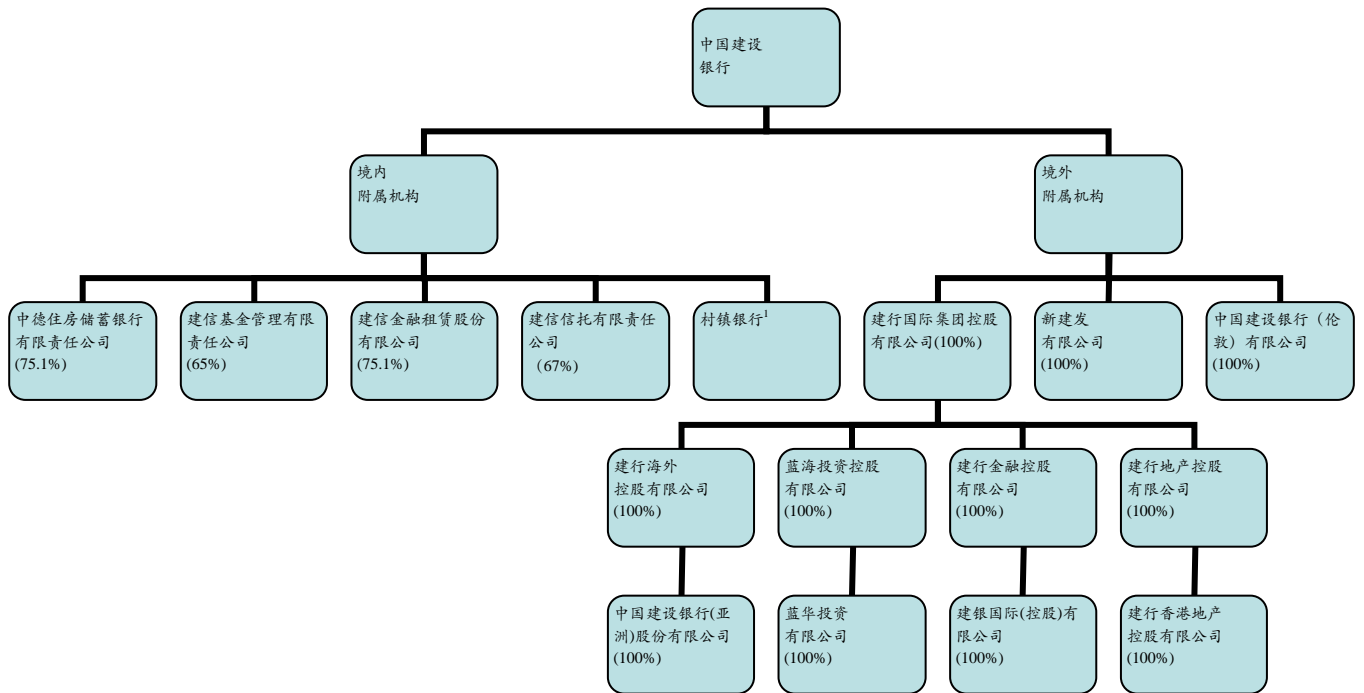 中国建设
银行
境内
附属机构
境外
附属机构
中德住房储蓄银行
有限责任公司
(75.1%)
建信基金管理有限
责任公司
(65%)
建信金融租赁股份
有限公司
(75.1%)
建信信托有限责任
公司
（67%）
村镇银行1
建行国际集团控股
有限公司(100%)
新建发
有限公司
(100%)
中国建设银行（伦
敦）有限公司
(100%)
建行海外
控股有限公司
(100%)
蓝海投资控股
有限公司
(100%)
建行金融控股
有限公司
(100%)
建行地产控股
有限公司
(100%)
中国建设银行(亚
洲)股份有限公司
(100%)
蓝华投资
有限公司
(100%)
建银国际(控股)有
限公司
(100%)
建行香港地产
控股有限公司
(100%)